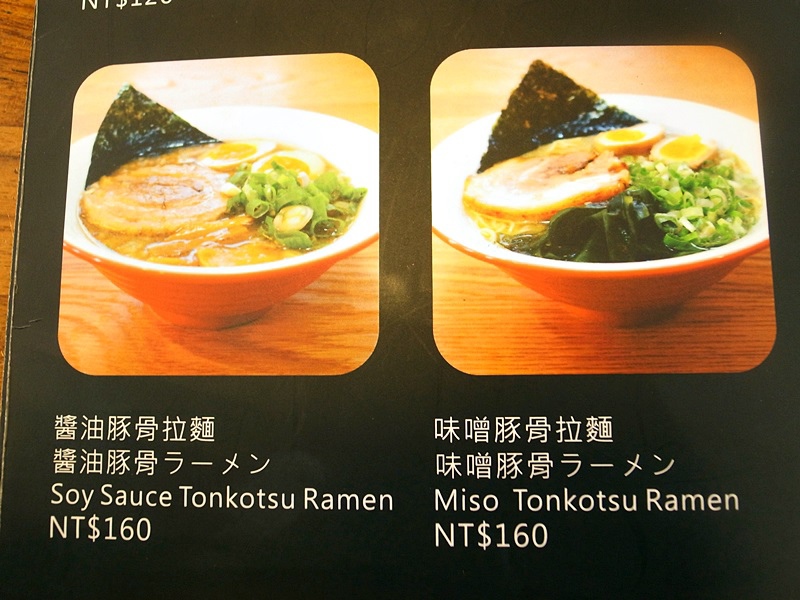 NT$120
醬油豚骨拉麵
醬油豚骨ラーメン
Soy Sauce Tonkotsu Ramen
NT$160
味噌豚骨拉麵
味噌豚骨ラーメン
Miso Tonkotsu Ramen
NT$160